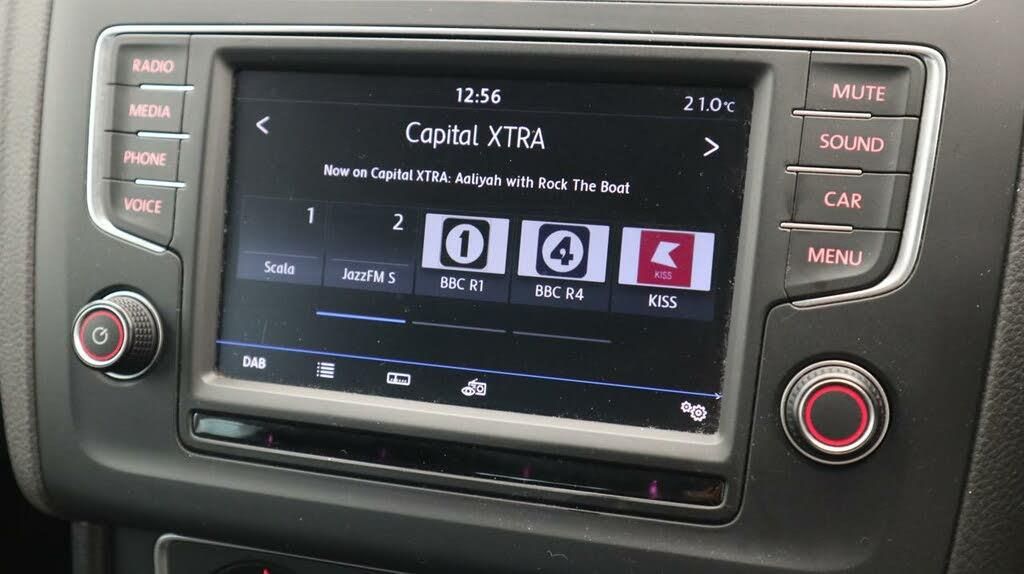 RADIO
MEDIA
PHONE
VOICE
12:56
21.0°C
<
Capital XTRA
>
Now on Capital XTRA: Aaliyah with Rock The Boat
1
Scala
2
JazzFM S
1
BBC R1
4
BBC R4
KISS
KISS
DAB
MUTE
SOUND
CAR
MENU